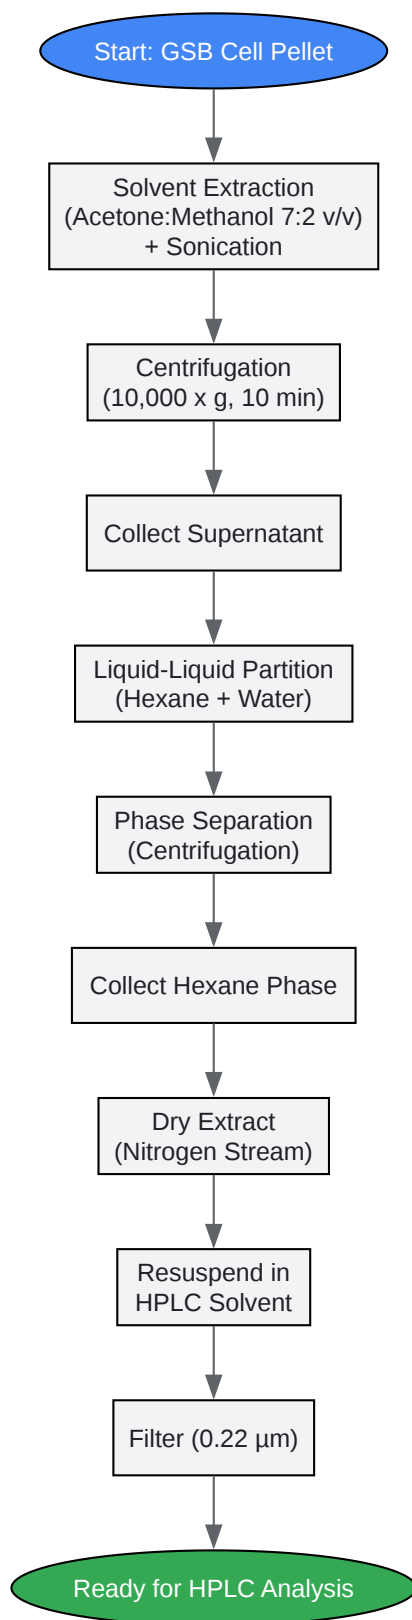 Start: GSB Cell Pellet
Solvent Extraction
(Acetone:Methanol 7:2 v/v)
+ Sonication
Centrifugation
(10,000 x g, 10 min)
Collect Supernatant
Liquid-Liquid Partition
(Hexane + Water)
Phase Separation
(Centrifugation)
Collect Hexane Phase
Dry Extract
(Nitrogen Stream)
Resuspend in
HPLC Solvent
Filter (0.22 µm)
Ready for HPLC Analysis